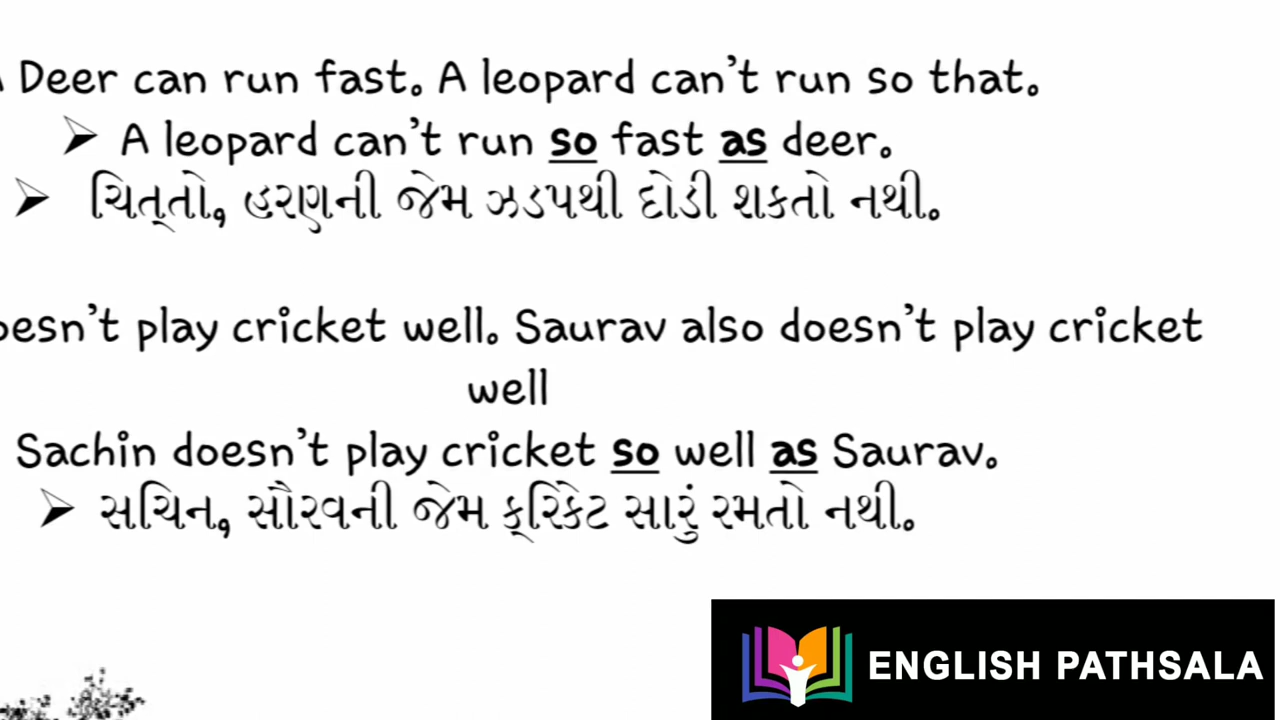 Deer can run fast. A leopard can't run so that.
➢ A leopard can't run so fast as deer.
➢ ચિત્તો, હરણની જેમ ઝડપથી દોડી શકતો નથી.
play cricket well. Saurav also doesn't play cricket
well
Sachin doesn't play cricket so well as Saurav.
➢ સચિન, સૌરવની જેમ ક્રિકેટ સારું રમતો નથી.
ENGLISH PATHSALA